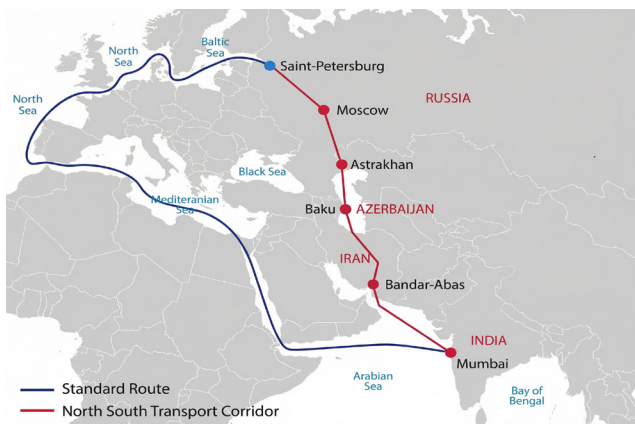 Baltic
Sea
North
Sea
Saint-Petersburg
North
Sea
Moscow
RUSSIA
Astrakhan
Black Sea
Mediteranian
Sea
Baku
AZERBAIJAN
IRAN
Bandar-Abas
INDIA
Mumbai
Arabian
Sea
Bay of
Bengal
Standard Route
North South Transport Corridor